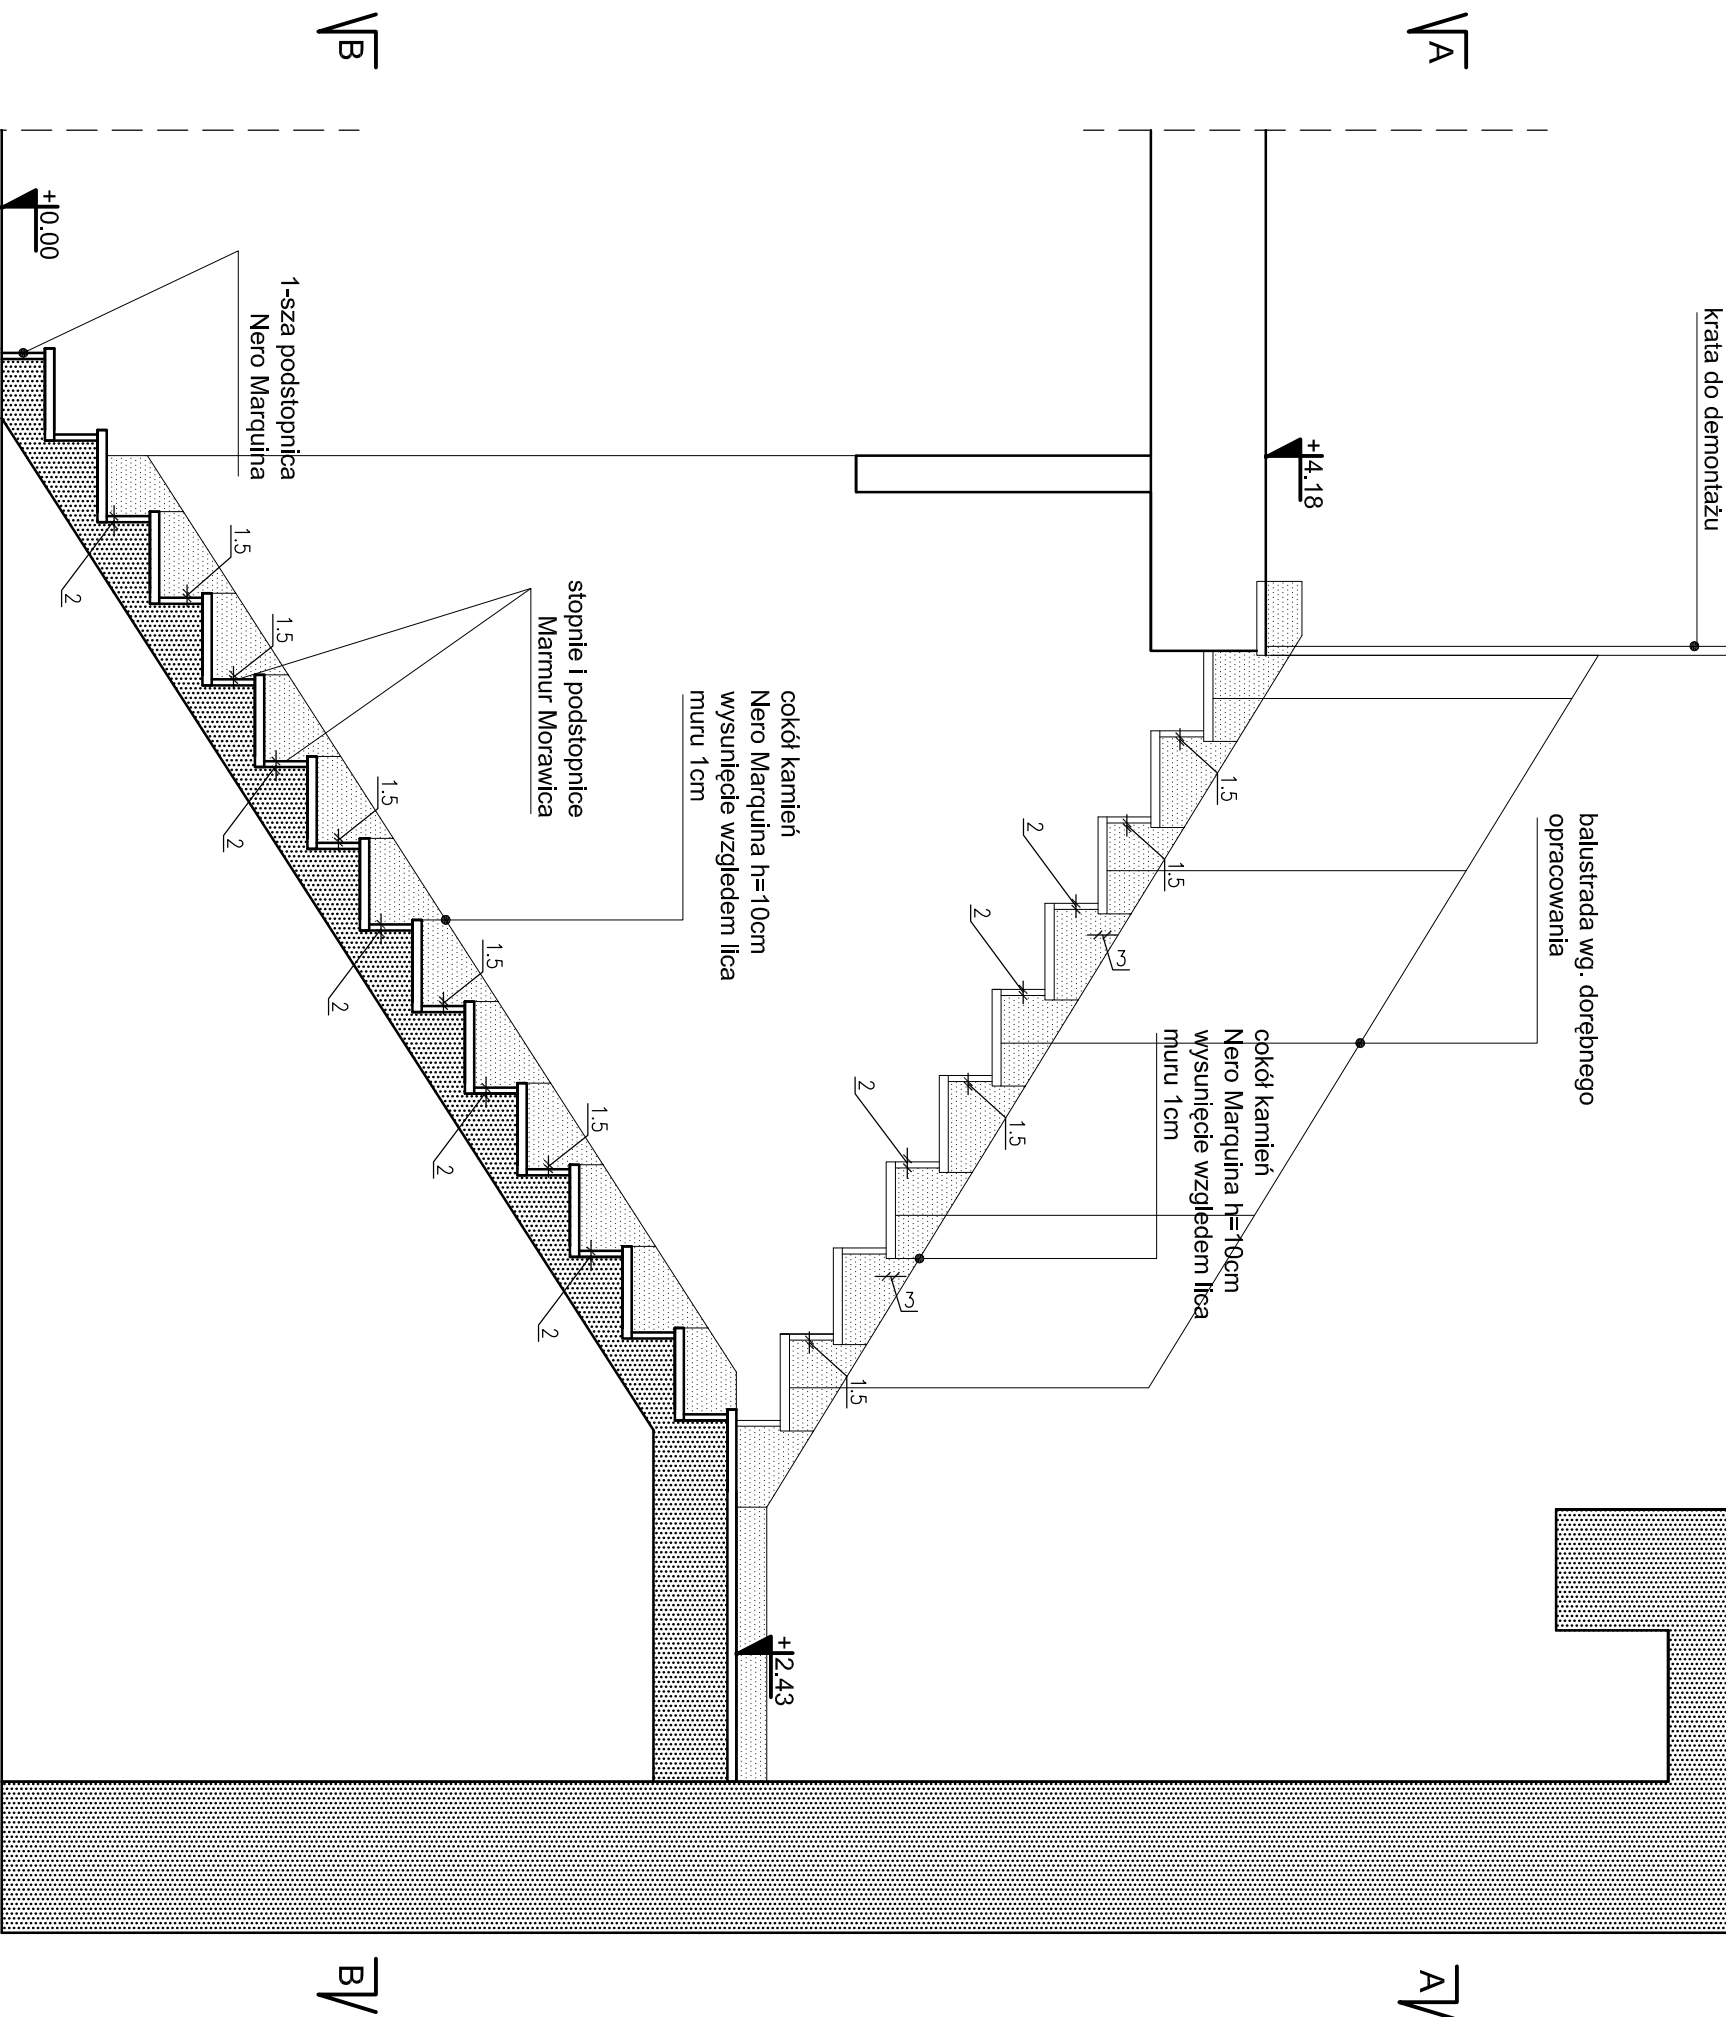 krata do demontażu
A
A
+4.18
balustrada wg. dorębnego
opracowania
1.5
1.5
2
3
2
1.5
2
3
1.5
cokół kamień
Nero Marquina h=10cm
wysunięcie wzgledem lica
muru 1cm
cokół kamień
Nero Marquina h=10cm
wysunięcie wzgledem lica
muru 1cm
+2.43
stopnie i podstopnice
Marmur Morawica
B
B
1-sza podstopnica
Nero Marquina
+0.00
1.5
1.5
1.5
1.5
1.5
2
2
2
2
2